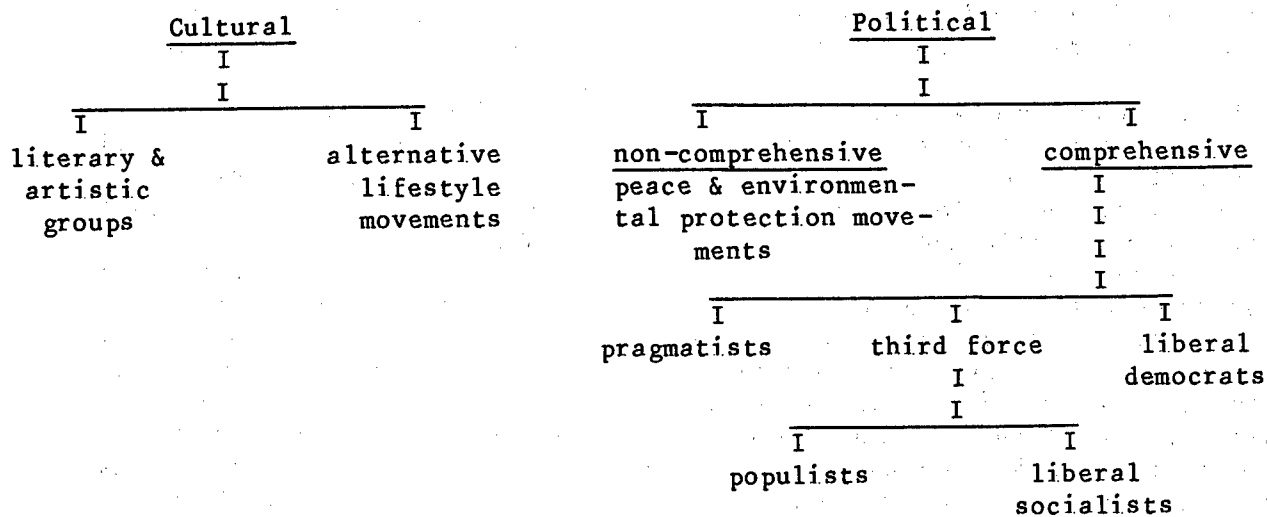 Cultural
I
I
I I
literary & alternative
artistic lifestyle
groups movements
Political
I
I
I I
non-comprehensive comprehensive
peace & environmen- I
tal protection move- I
ments I
I
I I I
pragmatists third force liberal
I democrats
I
I I
populists liberal
socialists